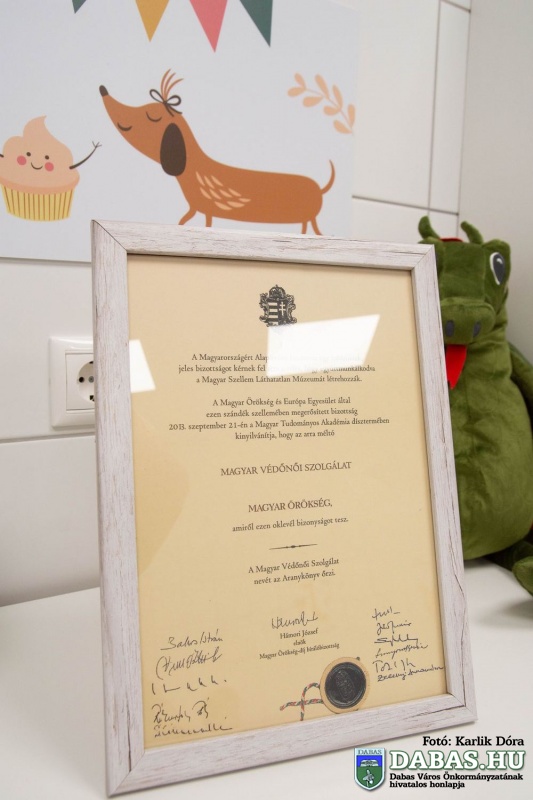 A Magyarországért Alap
jeles bizottságot kérnek fel
a Magyar Szellem Láthatatlan Múzeumát létrehozzák.
A Magyar Örökség és Európa Egyesület által
ezen szándék szellemében megerősített bizottság
2013. szeptember 21-én a Magyar Tudományos Akadémia dísztermében
kinyilvánítja, hogy az arra méltó
MAGYAR VÉDŐNŐI SZOLGÁLAT
MAGYAR ÖRÖKSÉG,
amiről ezen oklevél bizonyságot tesz.
A Magyar Védőnői Szolgálat
nevét az Aranykönyv őrzi.
Hámori József
elnök
Magyar Örökség-díj bírálóbizottság
Fotó: Karlik Dóra
DABAS
DABAS.HU
Dabas Város Önkormányzatának
hivatalos honlapja